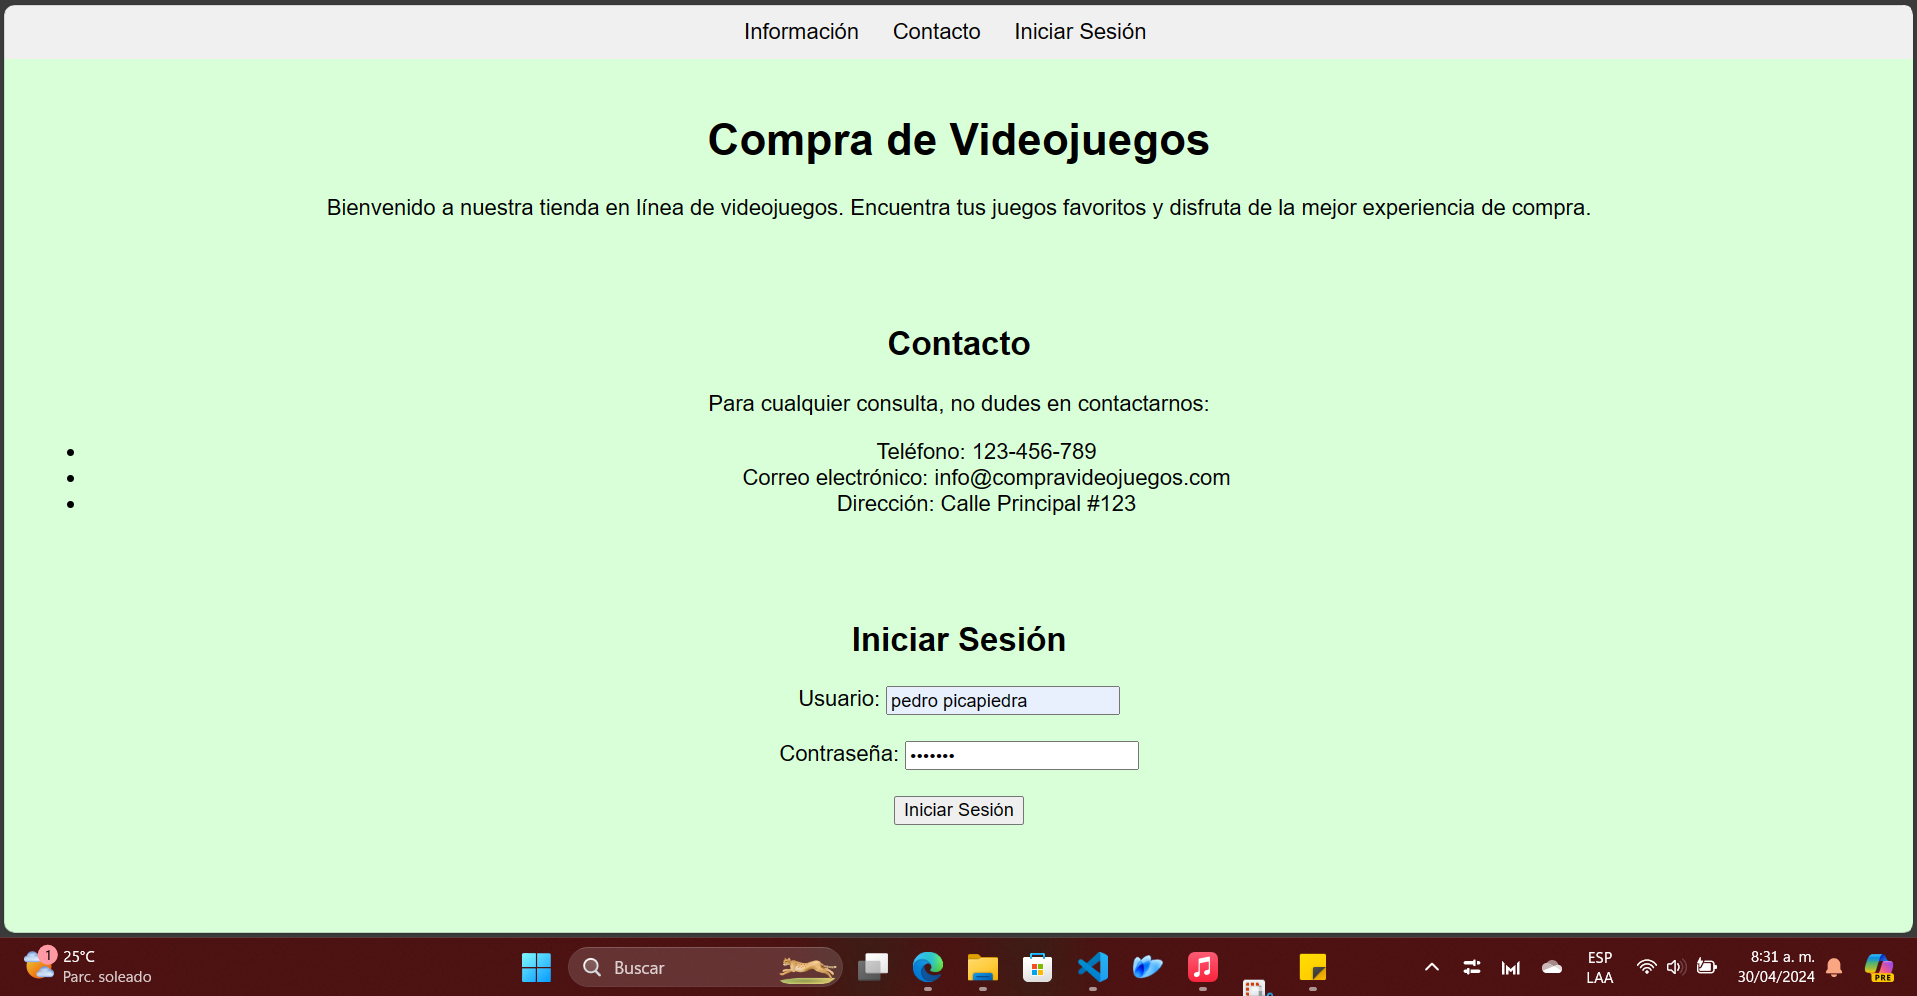 Información Contacto Iniciar Sesión
Compra de Videojuegos
Bienvenido a nuestra tienda en línea de videojuegos. Encuentra tus juegos favoritos y disfruta de la mejor experiencia de compra.
Contacto
Para cualquier consulta, no dudes en contactarnos:
• Teléfono: 123-456-789
• Correo electrónico: info@compravideojuegos.com
• Dirección: Calle Principal #123
Iniciar Sesión
Usuario: pedro picapiedra
Contraseña: •••••••
Iniciar Sesión
1
25°C
Parc. soleado
Buscar
ESP
LAA
8:31 a. m.
30/04/2024
PRE